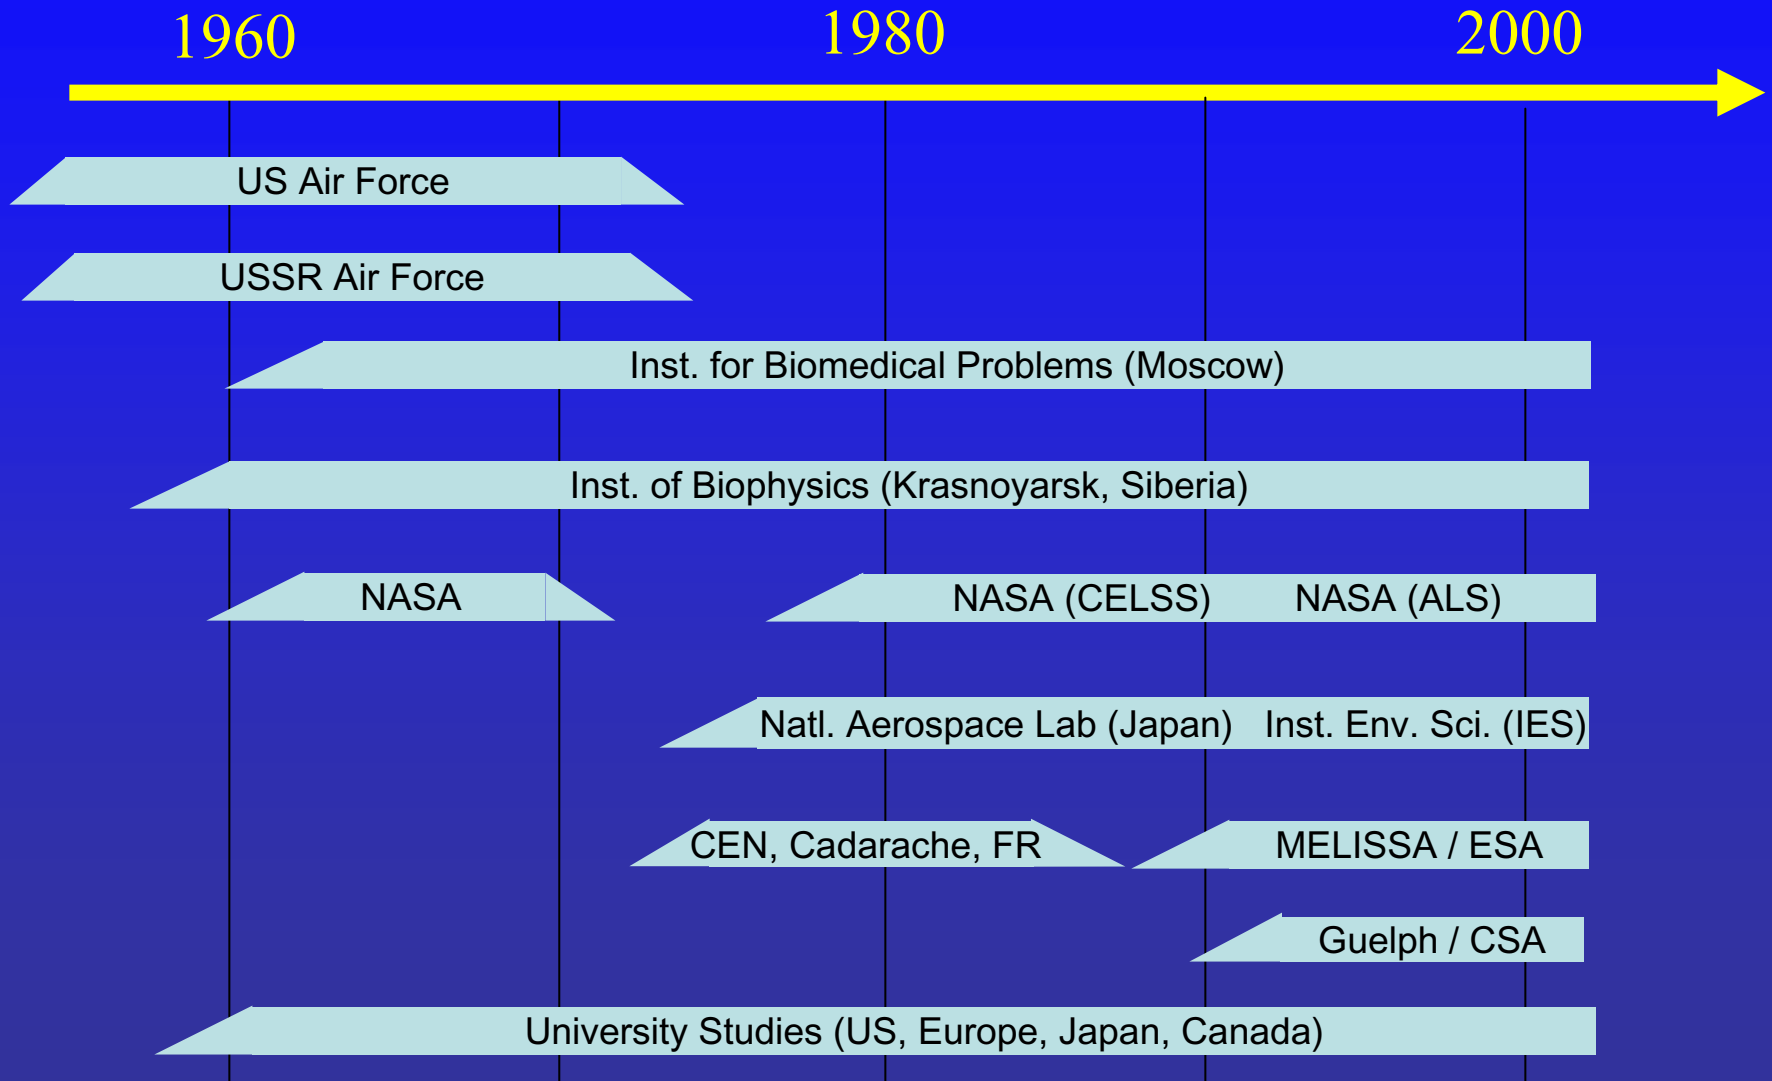 1960 1980 2000
US Air Force
USSR Air Force
Inst. for Biomedical Problems (Moscow)
Inst. of Biophysics (Krasnoyarsk, Siberia)
NASA NASA (CELSS) NASA (ALS)
Natl. Aerospace Lab (Japan) Inst. Env. Sci. (IES)
CEN, Cadarache, FR MELISSA / ESA
Guelph / CSA
University Studies (US, Europe, Japan, Canada)